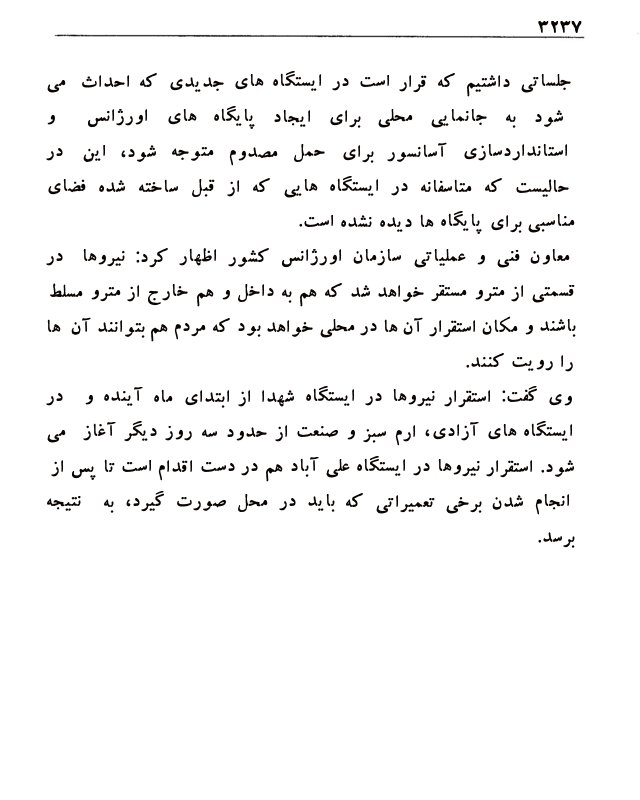 ۳۲۳۷
جلساتی داشتیم که قرار است در ایستگاه های جدیدی که احداث می
شود به جانمایی محلی برای ایجاد پایگاه های اورژانس و
استانداردسازی آسانسور برای حمل مصدوم متوجه شود، این در
حالیست که متاسفانه در ایستگاه هایی که از قبل ساخته شده فضای
مناسبی برای پایگاه ها دیده نشده است.
معاون فنی و عملیاتی سازمان اورژانس کشور اظهار کرد: نیروها در
قسمتی از مترو مستقر خواهد شد که هم به داخل و هم خارج از مترو مسلط
باشند و مکان استقرار آن ها در محلی خواهد بود که مردم هم بتوانند آن ها
را رویت کنند.
وی گفت: استقرار نیروها در ایستگاه شهدا از ابتدای ماه آینده و در
ایستگاه های آزادی، ارم سبز و صنعت از حدود سه روز دیگر آغاز می
شود. استقرار نیروها در ایستگاه علی آباد هم در دست اقدام است تا پس از
انجام شدن برخی تعمیراتی که باید در محل صورت گیرد، به نتیجه
برسد.